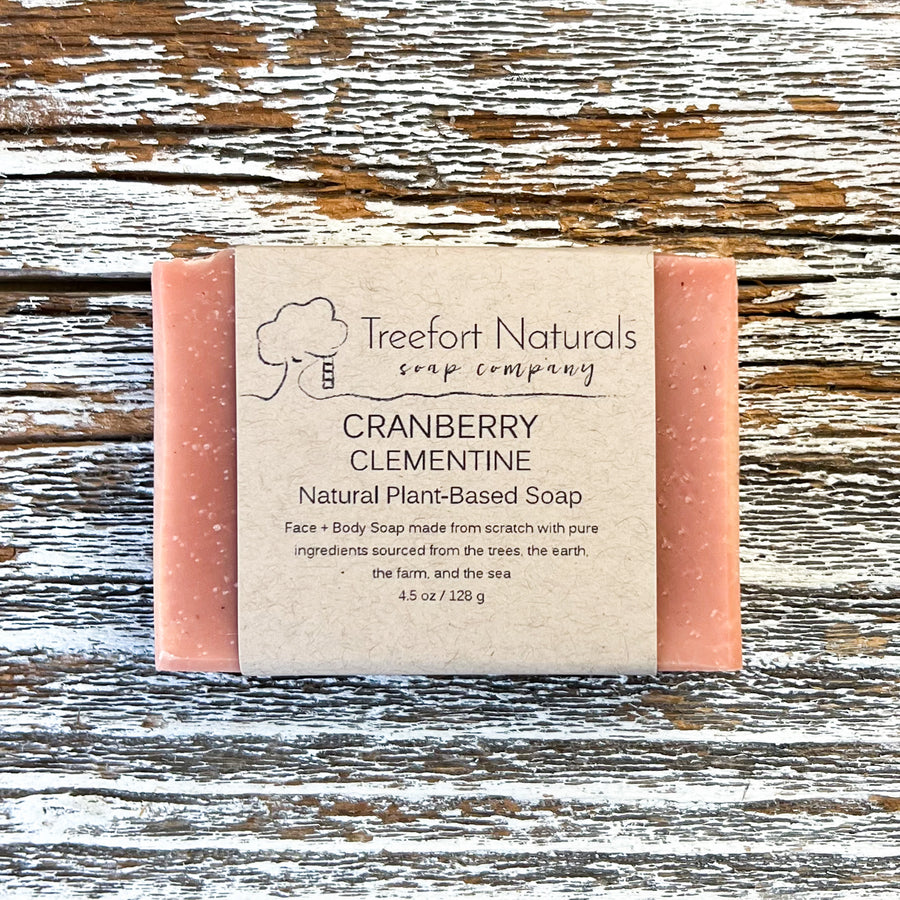 Treefort Naturals
soap company
CRANBERRY
CLEMENTINE
Natural Plant-Based Soap
Face + Body Soap made from scratch with pure
ingredients sourced from the trees, the earth,
the farm, and the sea
4.5 oz / 128 g